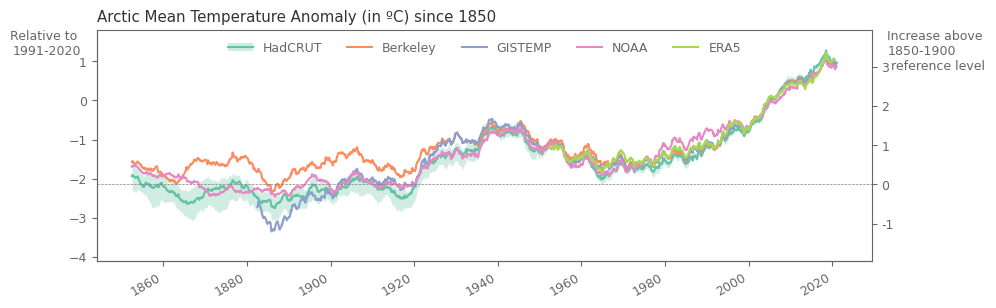 Arctic Mean Temperature Anomaly (in ºC) since 1850
Relative to
1991-2020
Increase above
1850-1900
reference level
HadCRUT
Berkeley
GISTEMP
NOAA
ERA5
1
0
−1
−2
−3
−4
3
2
1
0
-1
1860
1880
1900
1920
1940
1960
1980
2000
2020